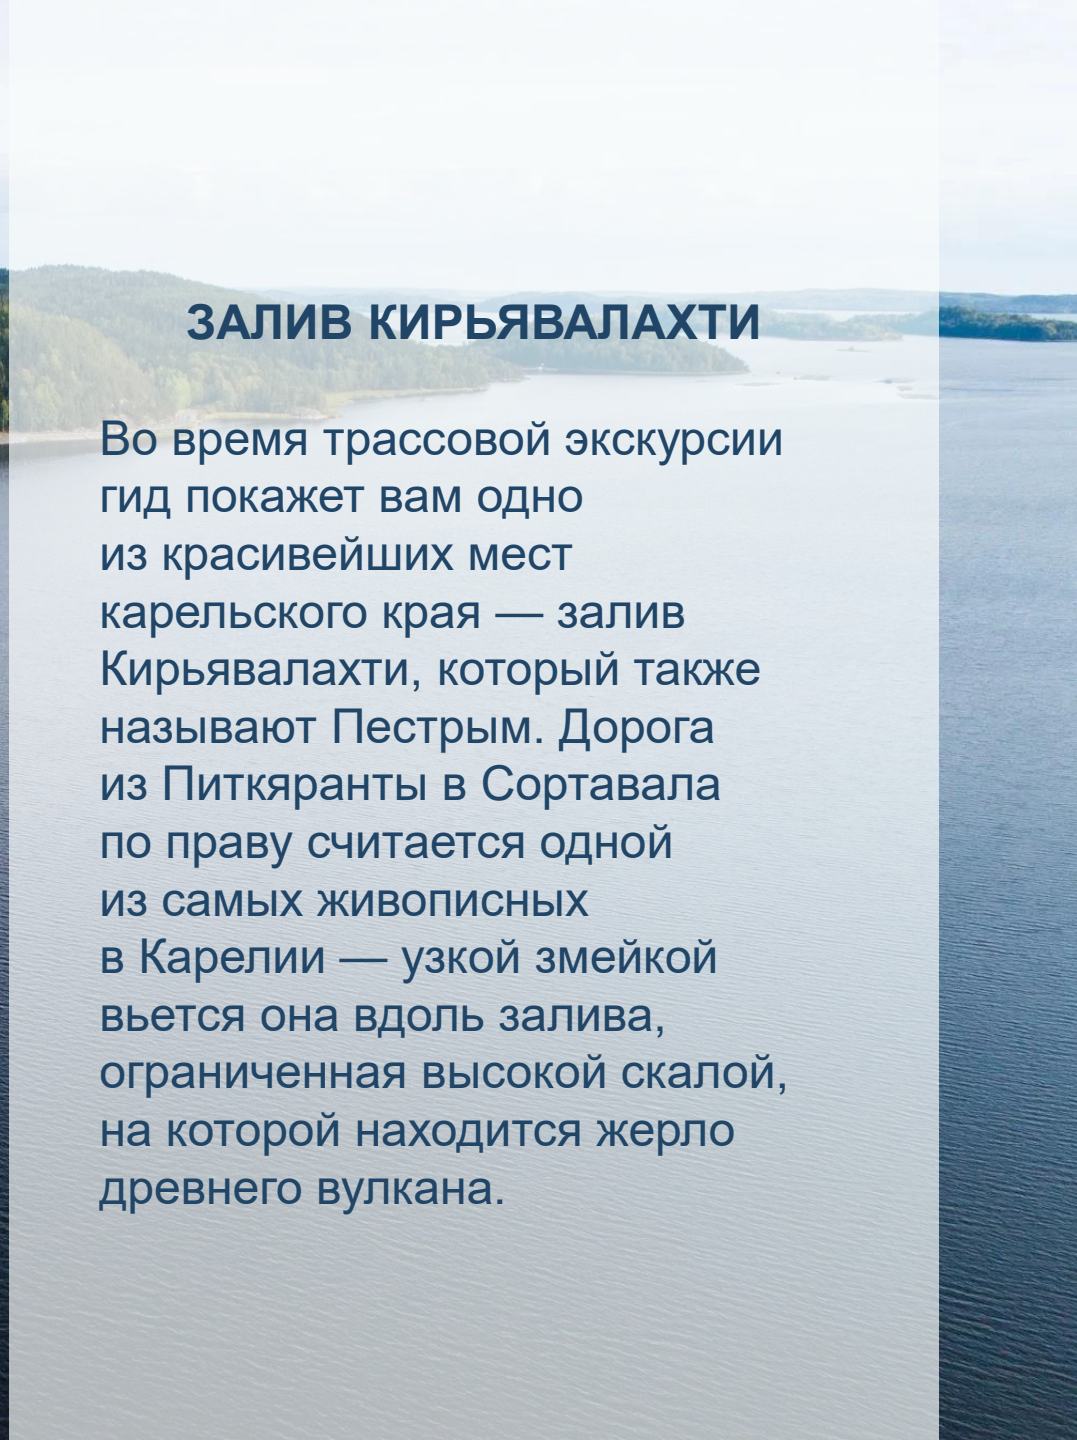 ЗАЛИВ КИРЬЯВАЛАХТИ
Во время трассовой экскурсии
гид покажет вам одно
из красивейших мест
карельского края — залив
Кирьявалахти, который также
называют Пестрым. Дорога
из Питкяранты в Сортавала
по праву считается одной
из самых живописных
в Карелии — узкой змейкой
вьется она вдоль залива,
ограниченная высокой скалой,
на которой находится жерло
древнего вулкана.